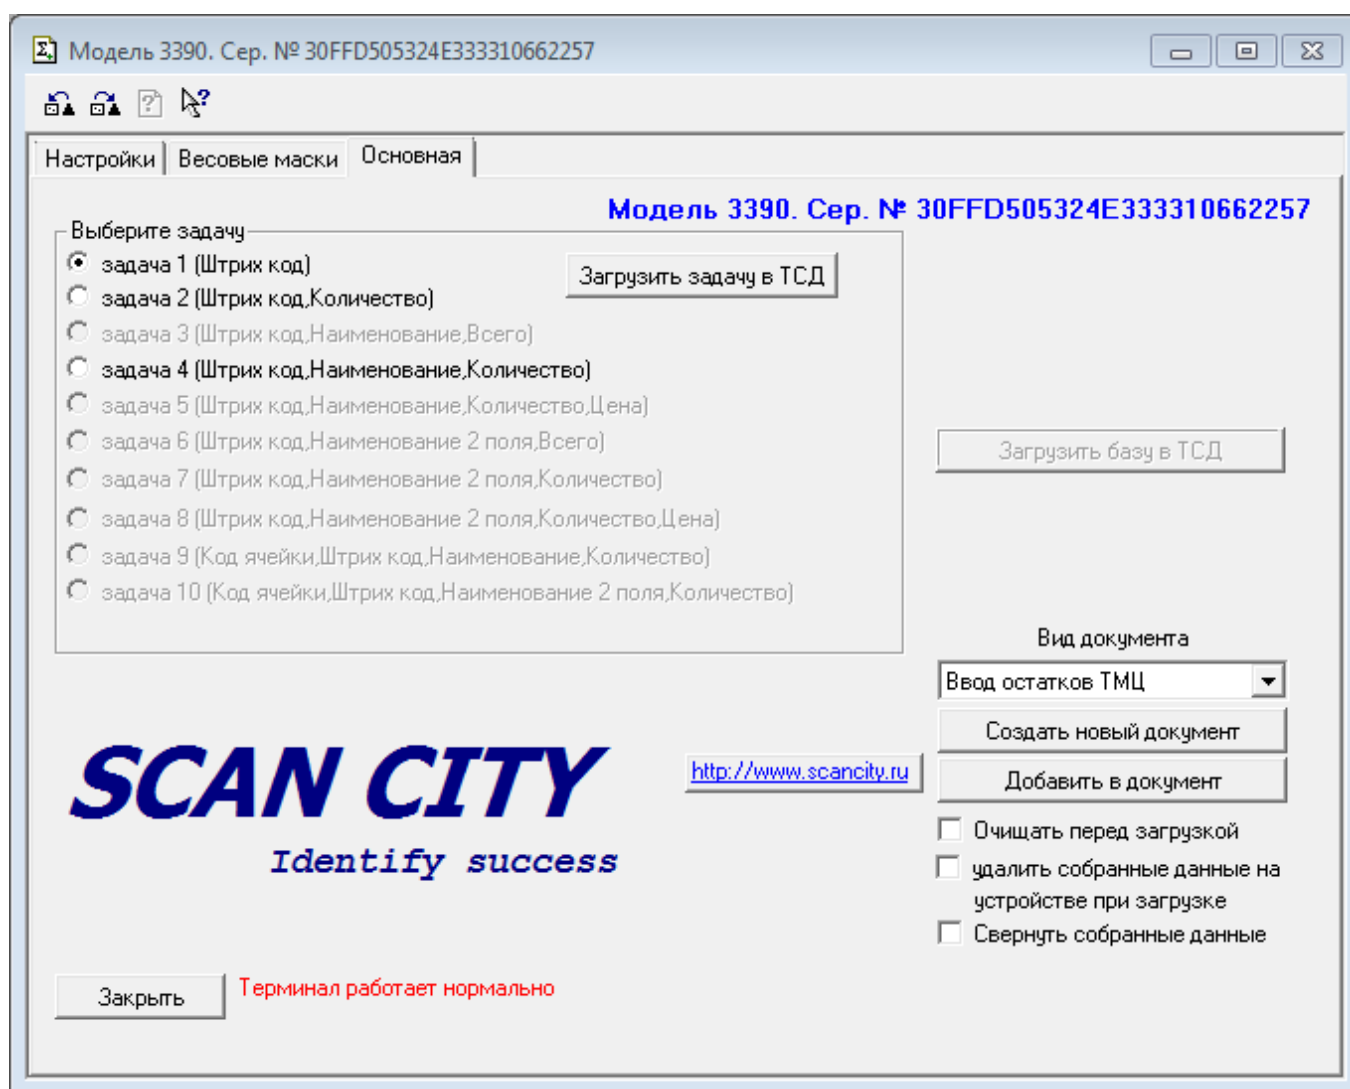 Модель 3390. Сер. № 30FFD505324E333310662257
Настройки
Весовые маски
Основная
Модель 3390. Сер. № 30FFD505324E333310662257
Выберите задачу
задача 1 (Штрих код)
Загрузить задачу в ТСД
задача 2 (Штрих код,Количество)
задача 3 (Штрих код,Наименование,Всего)
задача 4 (Штрих код,Наименование,Количество)
задача 5 (Штрих код,Наименование,Количество,Цена)
задача 6 (Штрих код,Наименование 2 поля,Всего)
задача 7 (Штрих код,Наименование 2 поля,Количество)
задача 8 (Штрих код,Наименование 2 поля,Количество,Цена)
задача 9 (Код ячейки,Штрих код,Наименование,Количество)
задача 10 (Код ячейки,Штрих код,Наименование 2 поля,Количество)
Загрузить базу в ТСД
Вид документа
Ввод остатков ТМЦ
Создать новый документ
Добавить в документ
Очищать перед загрузкой
удалить собранные данные на
устройстве при загрузке
Свернуть собранные данные
SCAN CITY
Identify success
http://www.scancity.ru
Закрыть
Терминал работает нормально